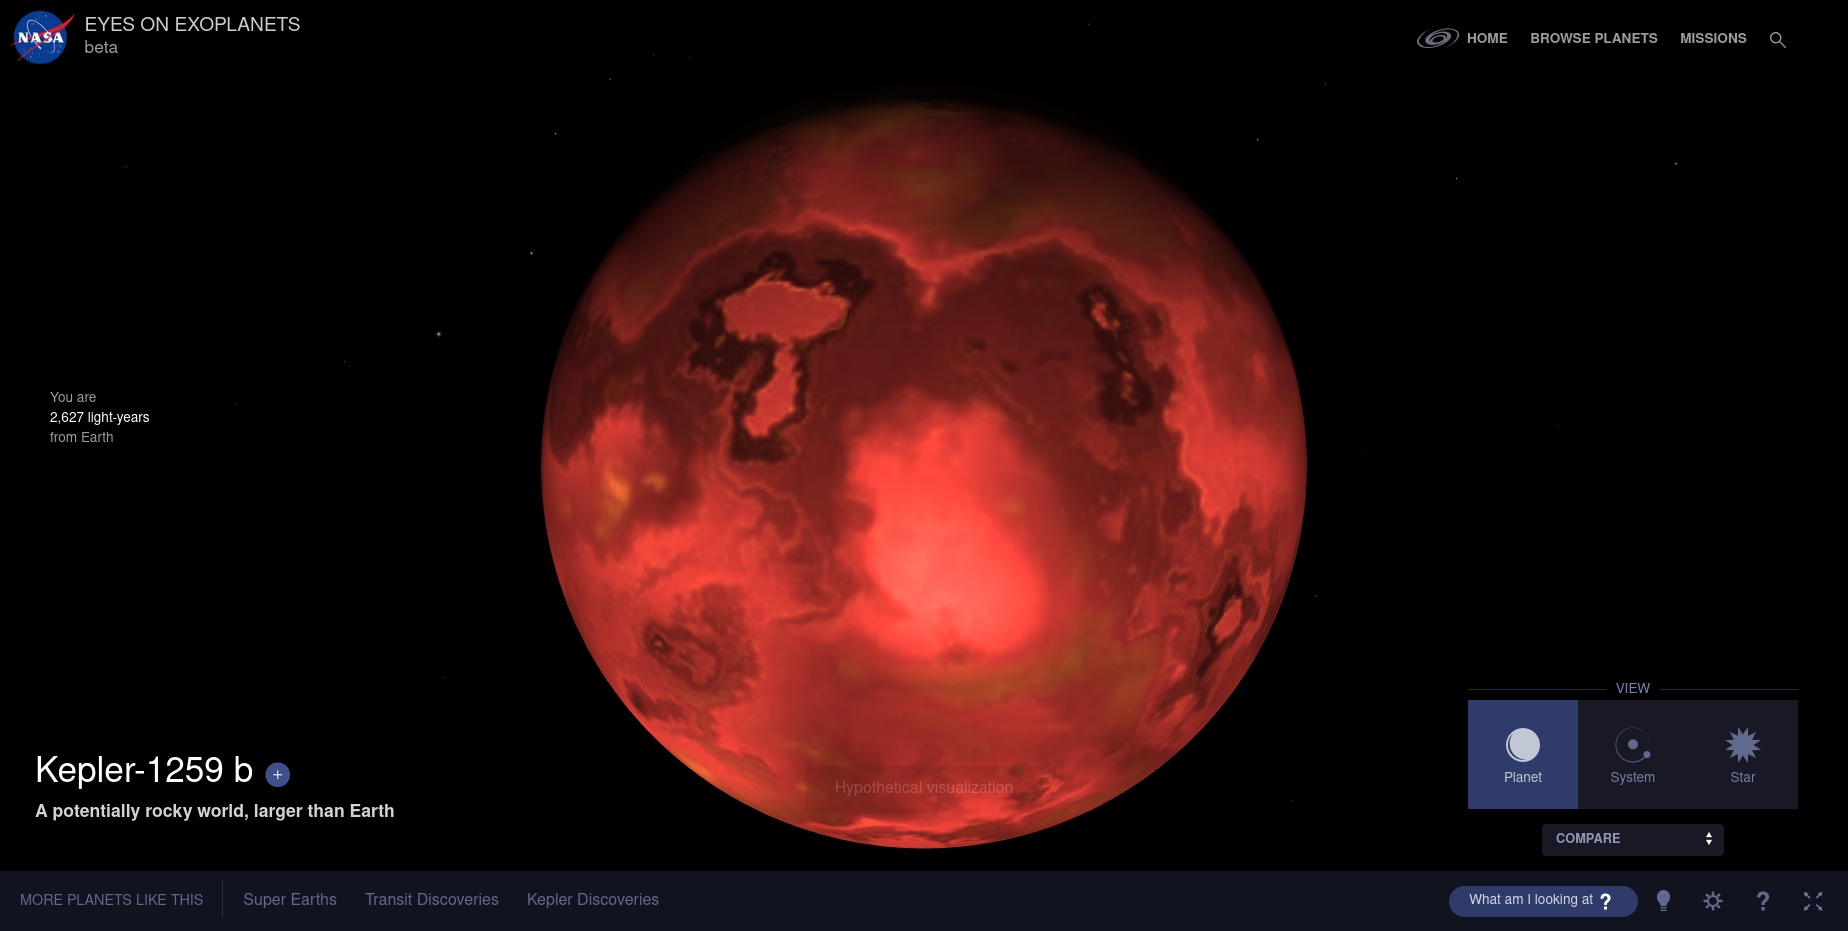 NASA
EYES ON EXOPLANETS
beta
HOME
BROWSE PLANETS
MISSIONS
You are
2,627 light-years
from Earth
VIEW
Planet
System
Star
Kepler-1259 b +
A potentially rocky world, larger than Earth
Hypothetical visualization
COMPARE
MORE PLANETS LIKE THIS
Super Earths
Transit Discoveries
Kepler Discoveries
What am I looking at ?
?